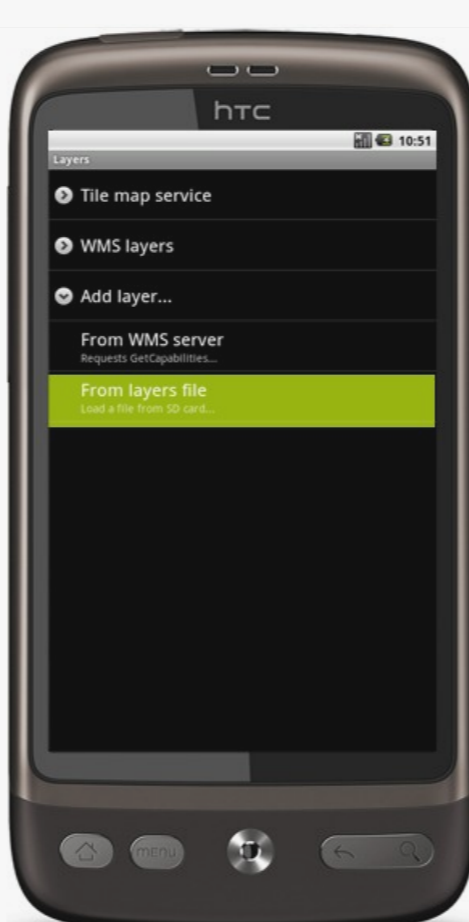 hTC
10:51
Layers
Tile map service
WMS layers
Add layer...
From WMS server
Requests GetCapabilities...
From layers file
Load a file from SD card...
MENU